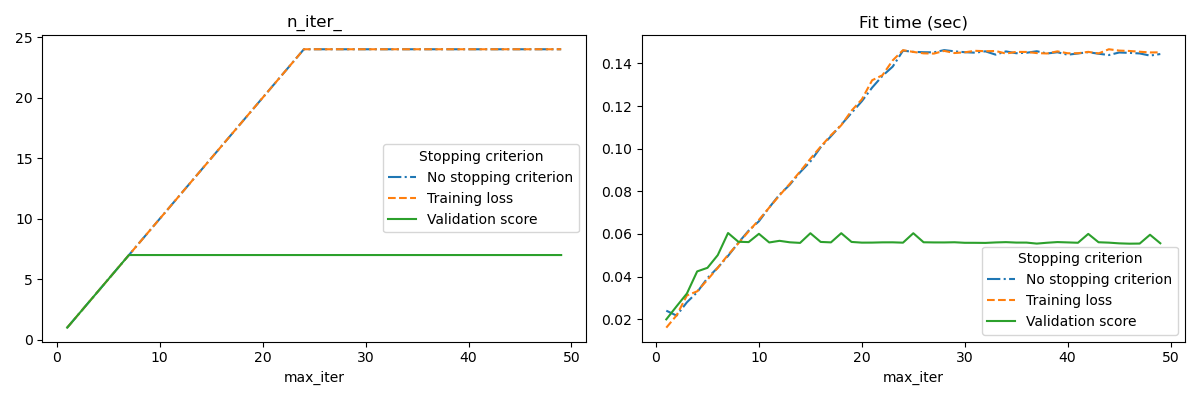 n_iter_
25
20
15
10
5
0
0 10 20 30 40 50
max_iter
Stopping criterion
No stopping criterion
Training loss
Validation score
Fit time (sec)
0.14
0.12
0.10
0.08
0.06
0.04
0.02
0 10 20 30 40 50
max_iter
Stopping criterion
No stopping criterion
Training loss
Validation score